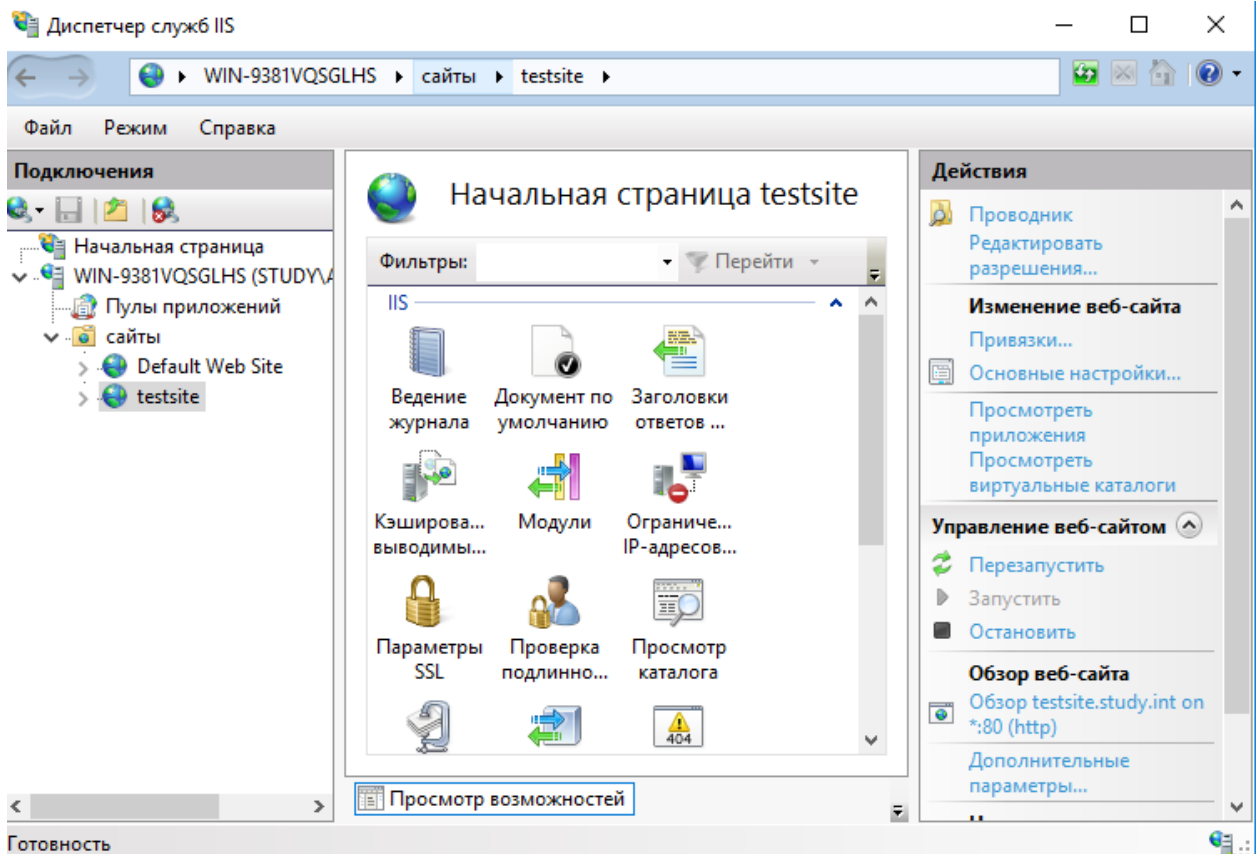 Диспетчер служб IIS
WIN-9381VQSGLHS сайты testsite
Файл Режим Справка
Подключения
Начальная страница
WIN-9381VQSGLHS (STUDY\A
Пулы приложений
сайты
Default Web Site
testsite
Начальная страница testsite
Фильтры: Перейти
IIS
Ведение журнала
Документ по умолчанию
Заголовки ответов ...
Кэширова... выводимы...
Модули
Ограниче... IP-адресов...
Параметры SSL
Проверка подлинно...
Просмотр каталога
404
Просмотр возможностей
Действия
Проводник
Редактировать
разрешения...
Изменение веб-сайта
Привязки...
Основные настройки...
Просмотреть
приложения
Просмотреть
виртуальные каталоги
Управление веб-сайтом
Перезапустить
Запустить
Остановить
Обзор веб-сайта
Обзор testsite.study.int on
*:80 (http)
Дополнительные
параметры...
Готовность